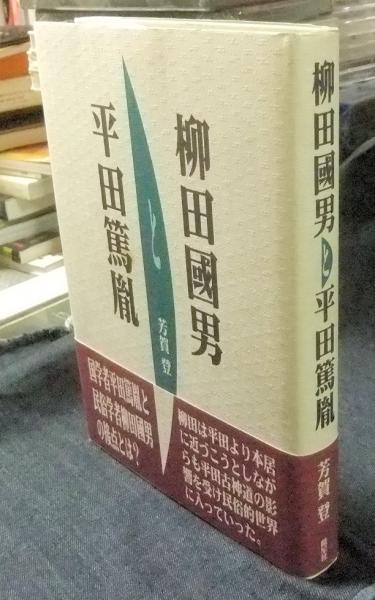 柳田國男
と
平田篤胤
芳賀 登
柳田は平田より本居
に近づこうとしなが
らも平田古神道の影
響を受け民俗的世界
に入っていった。
国学者平田篤胤と
民俗学者柳田國男
の接点とは?
柳田國男と平田篤胤
芳賀 登